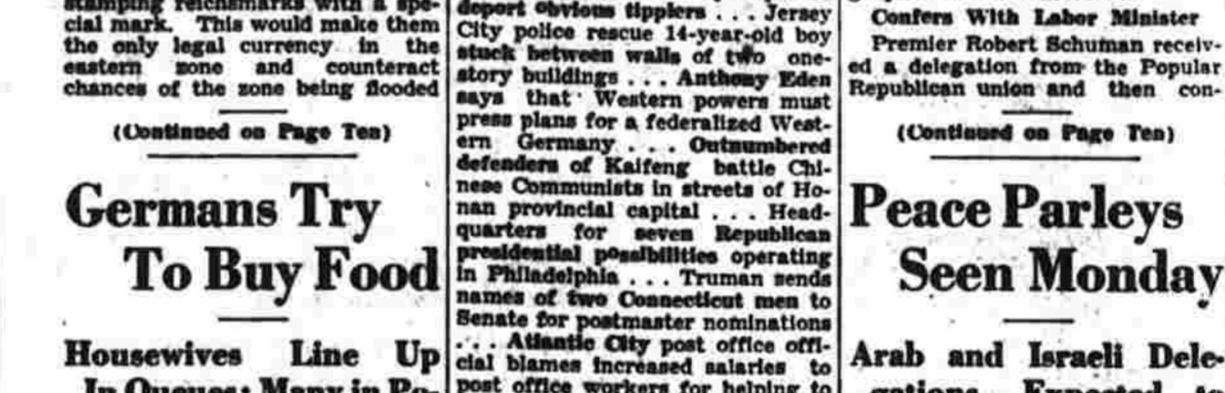 stamping reichsmarks with a spe-
cial mark. This would make them
the only legal currency in the
eastern zone and counteract
chances of the zone being flooded
(Continued on Page Ten)
Germans Try
To Buy Food
Housewives Line Up
In Queues; Many in Po-
deport obvious tipplers . . . Jersey
City police rescue 14-year-old boy
stuck between walls of two one-
story buildings . . . Anthony Eden
says that Western powers must
press plans for a federalized West-
ern Germany . . . Outnumbered
defenders of Kaifeng battle Chi-
nese Communists in streets of Ho-
nan provincial capital . . . Head-
quarters for seven Republican
presidential possibilities operating
in Philadelphia . . . Truman sends
names of two Connecticut men to
Senate for postmaster nominations
. . . Atlantic City post office offi-
cial blames increased salaries to
post office workers for helping to
Confers With Labor Minister
Premier Robert Schuman receiv-
ed a delegation from the Popular
Republican union and then con-
(Continued on Page Ten)
Peace Parleys
Seen Monday
Arab and Israeli Dele-
gations Expected to